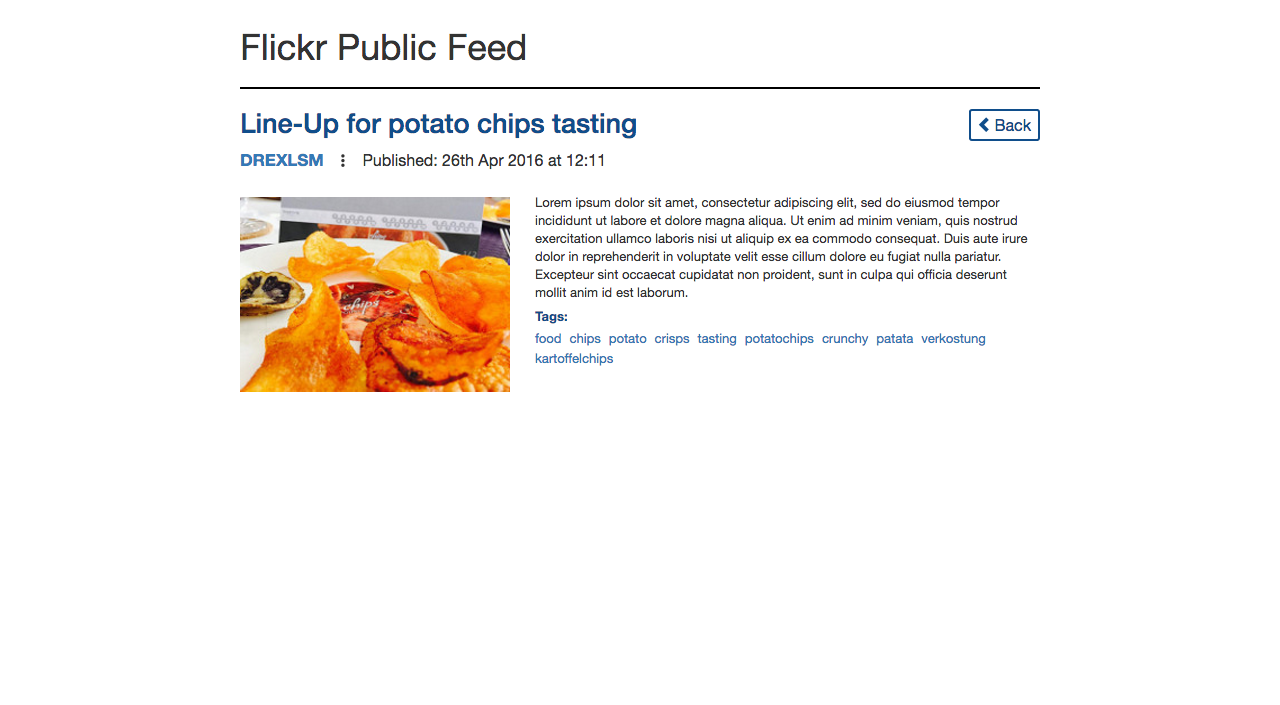 Flickr Public Feed
Line-Up for potato chips tasting
Back
DREXLSM Published: 26th Apr 2016 at 12:11
Lorem ipsum dolor sit amet, consectetur adipiscing elit, sed do eiusmod tempor
incididunt ut labore et dolore magna aliqua. Ut enim ad minim veniam, quis nostrud
exercitation ullamco laboris nisi ut aliquip ex ea commodo consequat. Duis aute irure
dolor in reprehenderit in voluptate velit esse cillum dolore eu fugiat nulla pariatur.
Excepteur sint occaecat cupidatat non proident, sunt in culpa qui officia deserunt
mollit anim id est laborum.
Tags:
food chips potato crisps tasting potatochips crunchy patata verkostung
kartoffelchips
chips